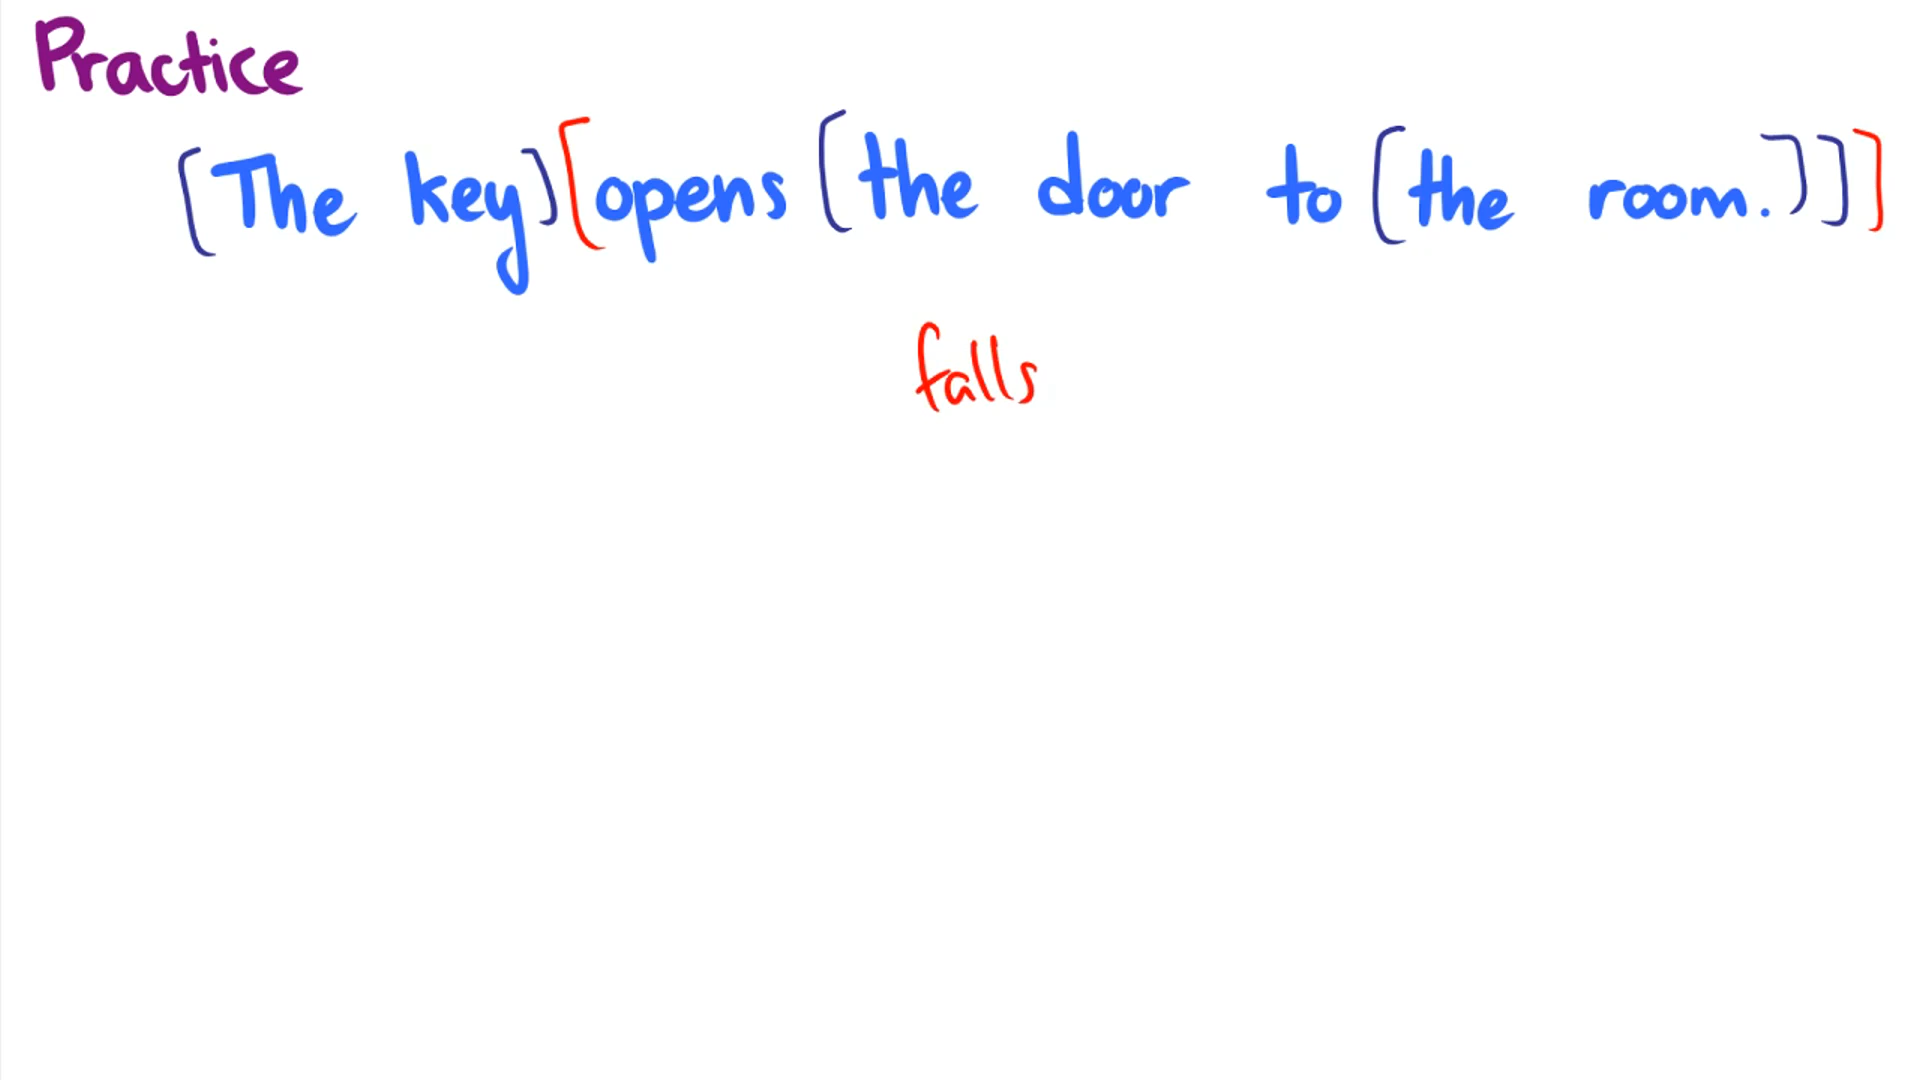 Practice
[The key][opens [the door to [the room.]]]
falls